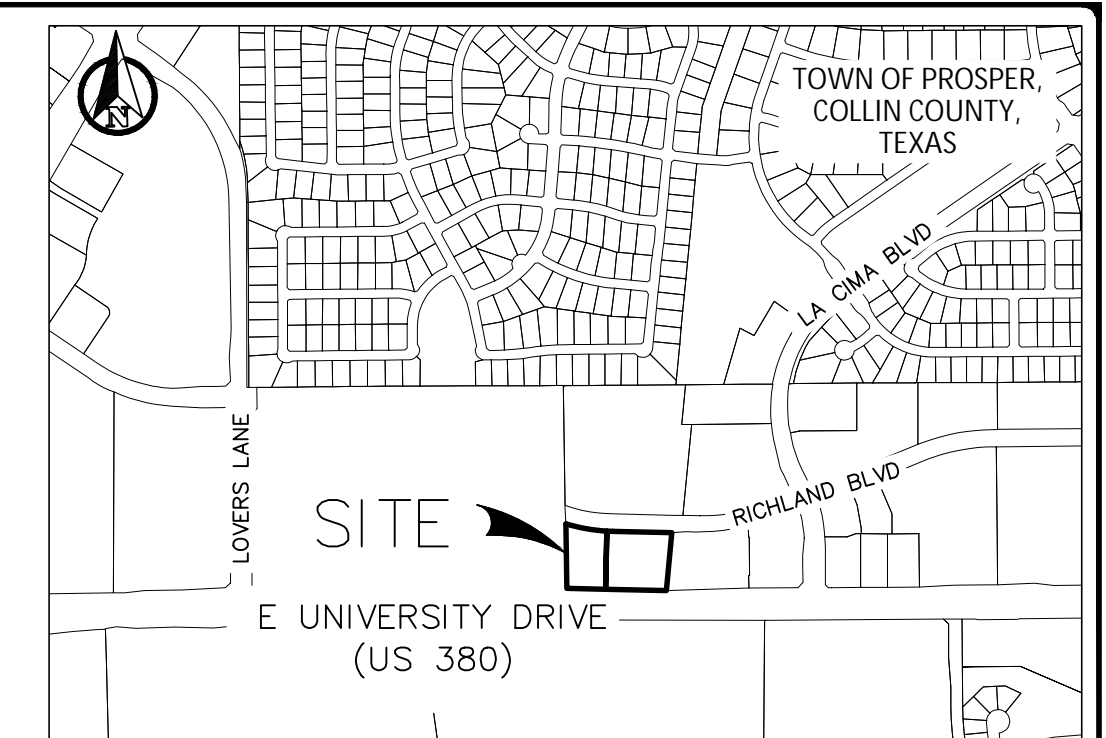 N
TOWN OF PROSPER,
COLLIN COUNTY,
TEXAS
LA CIMA BLVD
LOVERS LANE
RICHLAND BLVD
SITE
E UNIVERSITY DRIVE
(US 380)